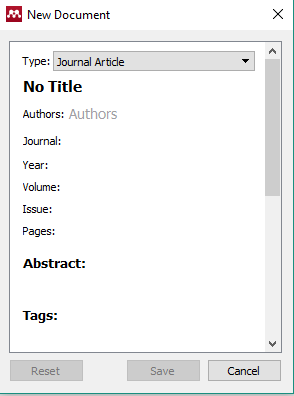 New Document
Type: Journal Article
No Title
Authors: Authors
Journal:
Year:
Volume:
Issue:
Pages:
Abstract:
Tags:
Reset Save Cancel